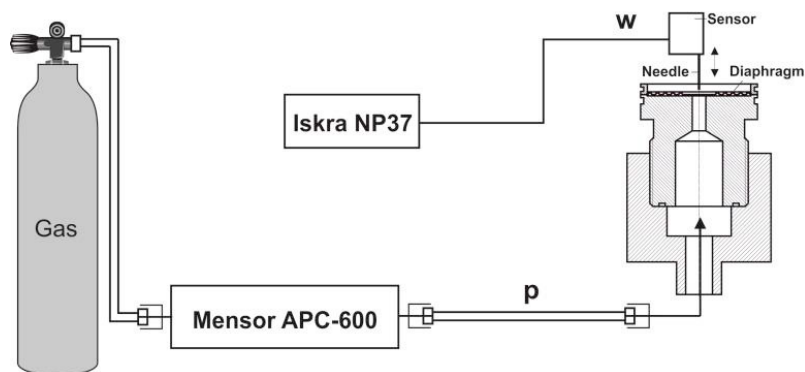 w
Sensor
Needle
Diaphragm
Iskra NP37
Gas
p
Mensor APC-600